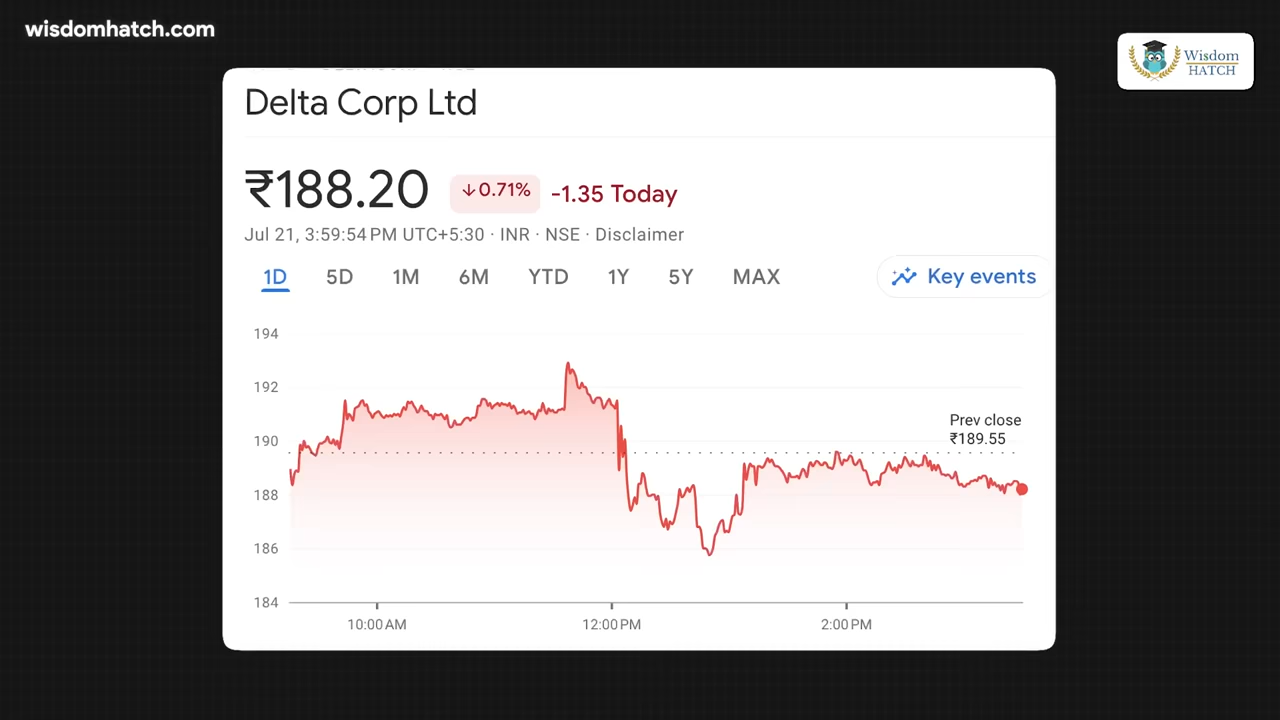 wisdomhatch.com
Wisdom
HATCH
Delta Corp Ltd
₹188.20 ↓0.71% -1.35 Today
Jul 21, 3:59:54 PM UTC+5:30 · INR · NSE · Disclaimer
1D 5D 1M 6M YTD 1Y 5Y MAX Key events
194
192
190
188
186
184
Prev close
₹189.55
10:00 AM 12:00 PM 2:00 PM